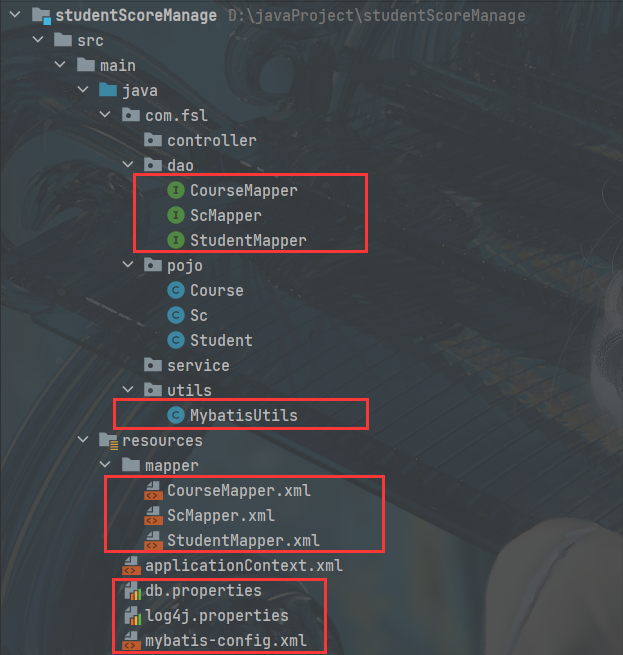 studentScoreManage D:\javaProject\studentScoreManage
src
main
java
com.fsl
controller
dao
CourseMapper
ScMapper
StudentMapper
pojo
Course
Sc
Student
service
utils
MybatisUtils
resources
mapper
CourseMapper.xml
ScMapper.xml
StudentMapper.xml
applicationContext.xml
db.properties
log4j.properties
mybatis-config.xml